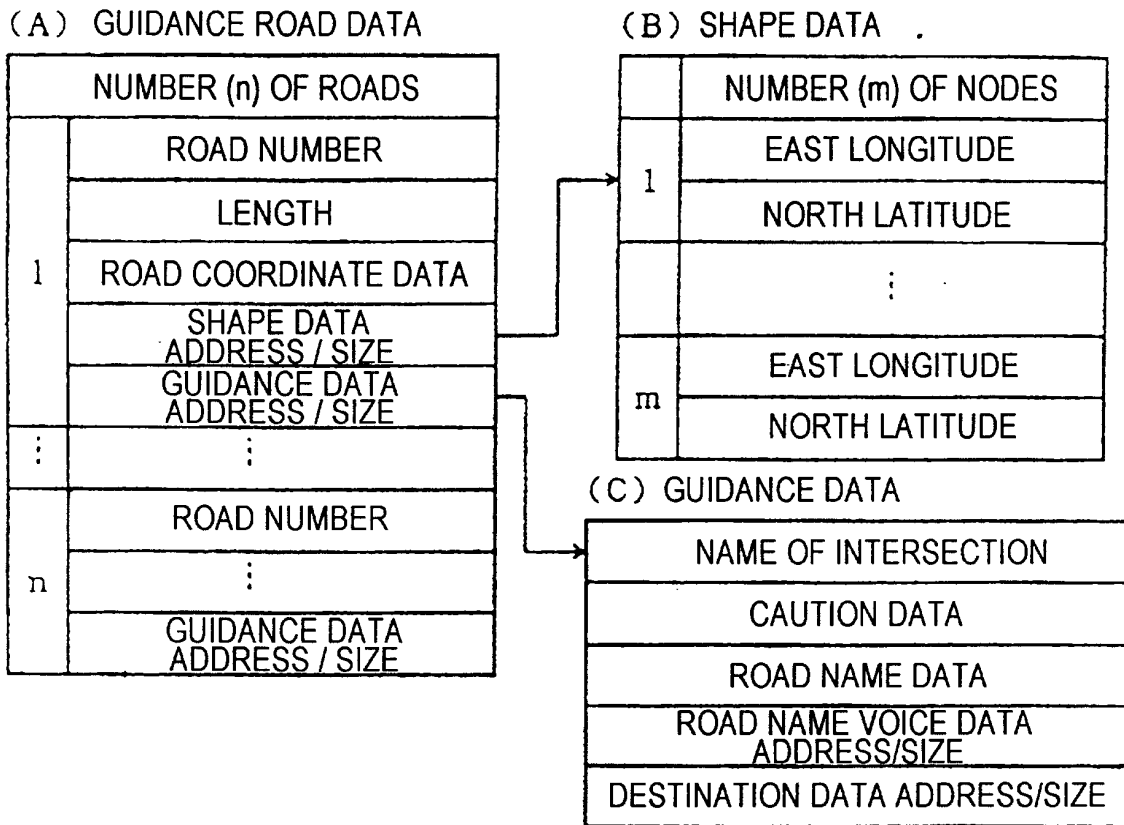 (A) GUIDANCE ROAD DATA
NUMBER (n) OF ROADS
1
ROAD NUMBER
LENGTH
ROAD COORDINATE DATA
SHAPE DATA
ADDRESS / SIZE
GUIDANCE DATA
ADDRESS / SIZE
⋮
⋮
n
ROAD NUMBER
⋮
GUIDANCE DATA
ADDRESS / SIZE
(B) SHAPE DATA .
NUMBER (m) OF NODES
1
EAST LONGITUDE
NORTH LATITUDE
⋮
m
EAST LONGITUDE
NORTH LATITUDE
(C) GUIDANCE DATA
NAME OF INTERSECTION
CAUTION DATA
ROAD NAME DATA
ROAD NAME VOICE DATA
ADDRESS/SIZE
DESTINATION DATA ADDRESS/SIZE